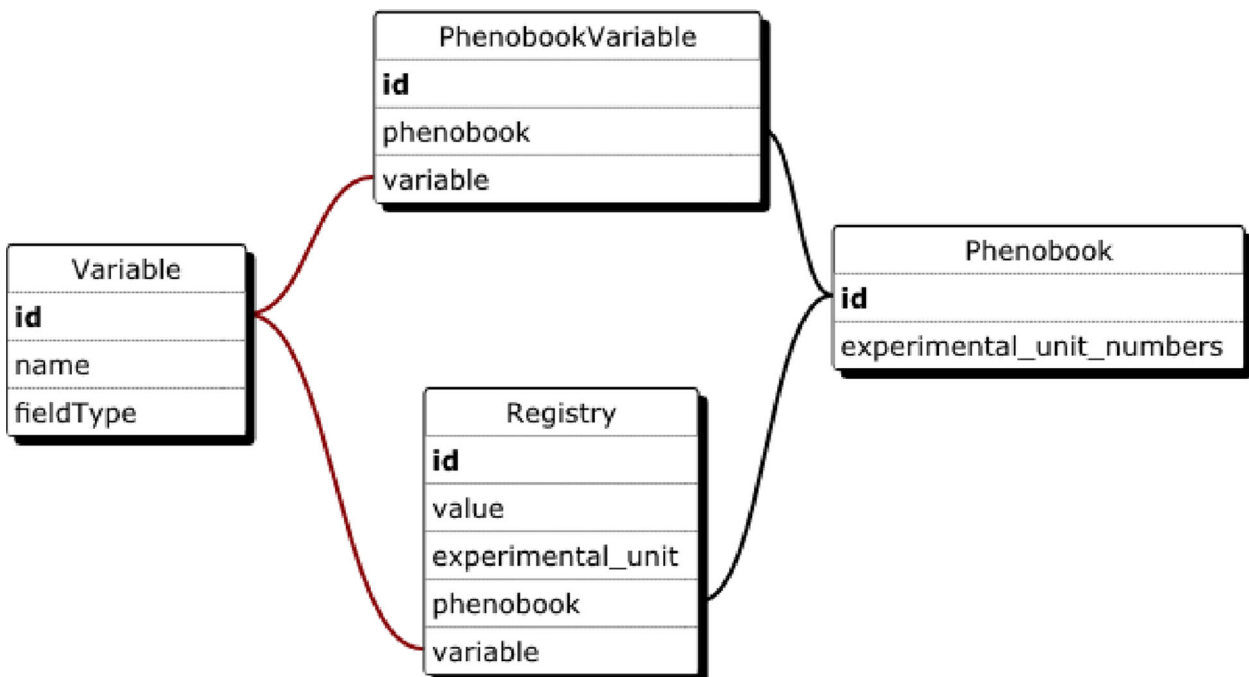 PhenobookVariable
id
phenobook
variable
Variable
id
name
fieldType
Phenobook
id
experimental_unit_numbers
Registry
id
value
experimental_unit
phenobook
variable